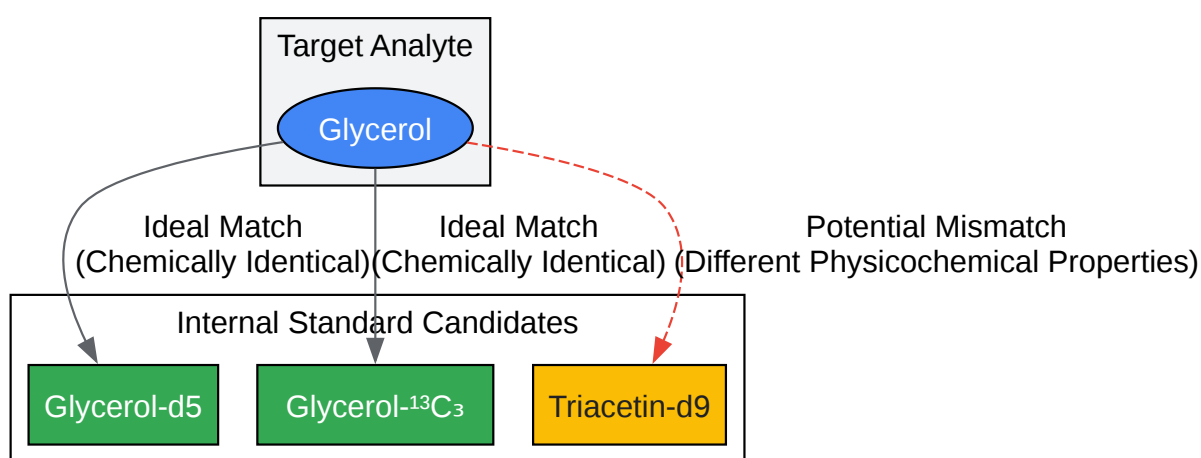 Target Analyte
Glycerol
Ideal Match
(Chemically Identical)
Ideal Match
(Chemically Identical)
Potential Mismatch
(Different Physicochemical Properties)
Internal Standard Candidates
Glycerol-d5
Glycerol-¹³C₃
Triacetin-d9